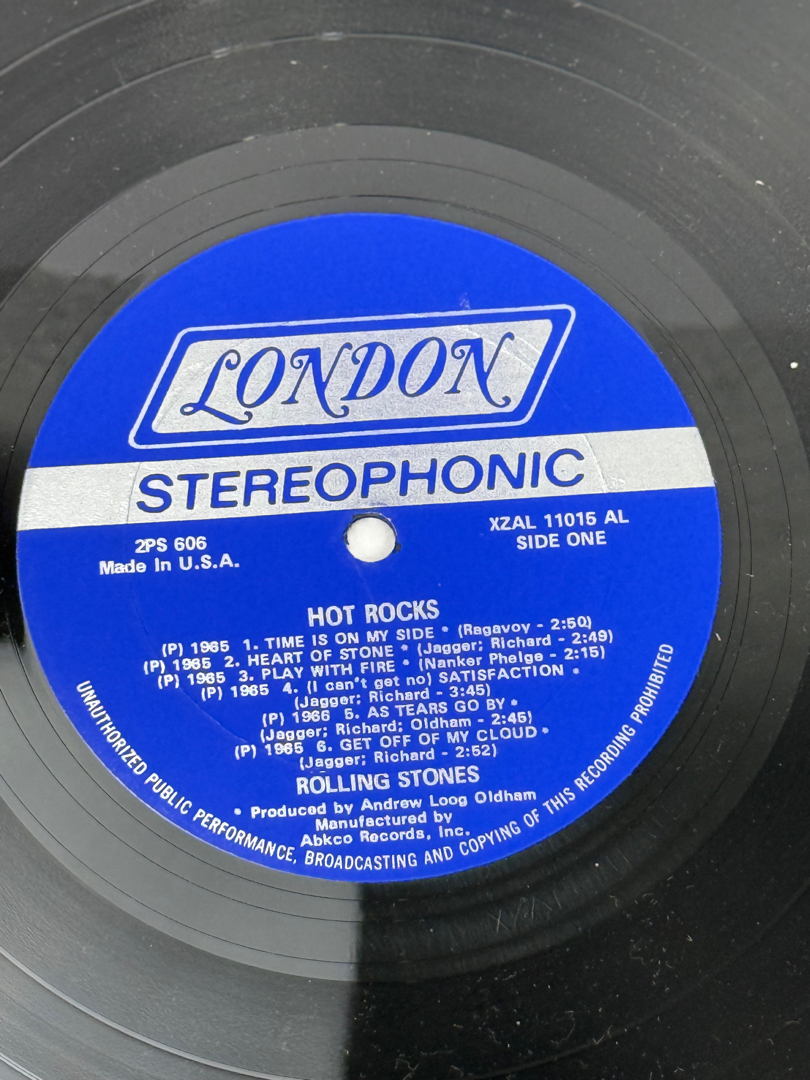 LONDON
STEREOPHONIC
2PS 606
Made In U.S.A.
XZAL 11015 AL
SIDE ONE
HOT ROCKS
(P) 1965 1. TIME IS ON MY SIDE * (Ragavoy - 2:50)
(P) 1965 2. HEART OF STONE * (Jagger; Richard - 2:49)
(P) 1965 3. PLAY WITH FIRE * (Nanker Phelge - 2:15)
(P) 1965 4. (I can't get no) SATISFACTION *
(Jagger; Richard - 3:45)
(P) 1966 5. AS TEARS GO BY *
(Jagger; Richard; Oldham - 2:45)
(P) 1965 6. GET OFF OF MY CLOUD *
(Jagger; Richard - 2:52)
ROLLING STONES
* Produced by Andrew Loog Oldham
Manufactured by
Abkco Records, Inc.
UNAUTHORIZED PUBLIC PERFORMANCE, BROADCASTING AND COPYING OF THIS RECORDING PROHIBITED